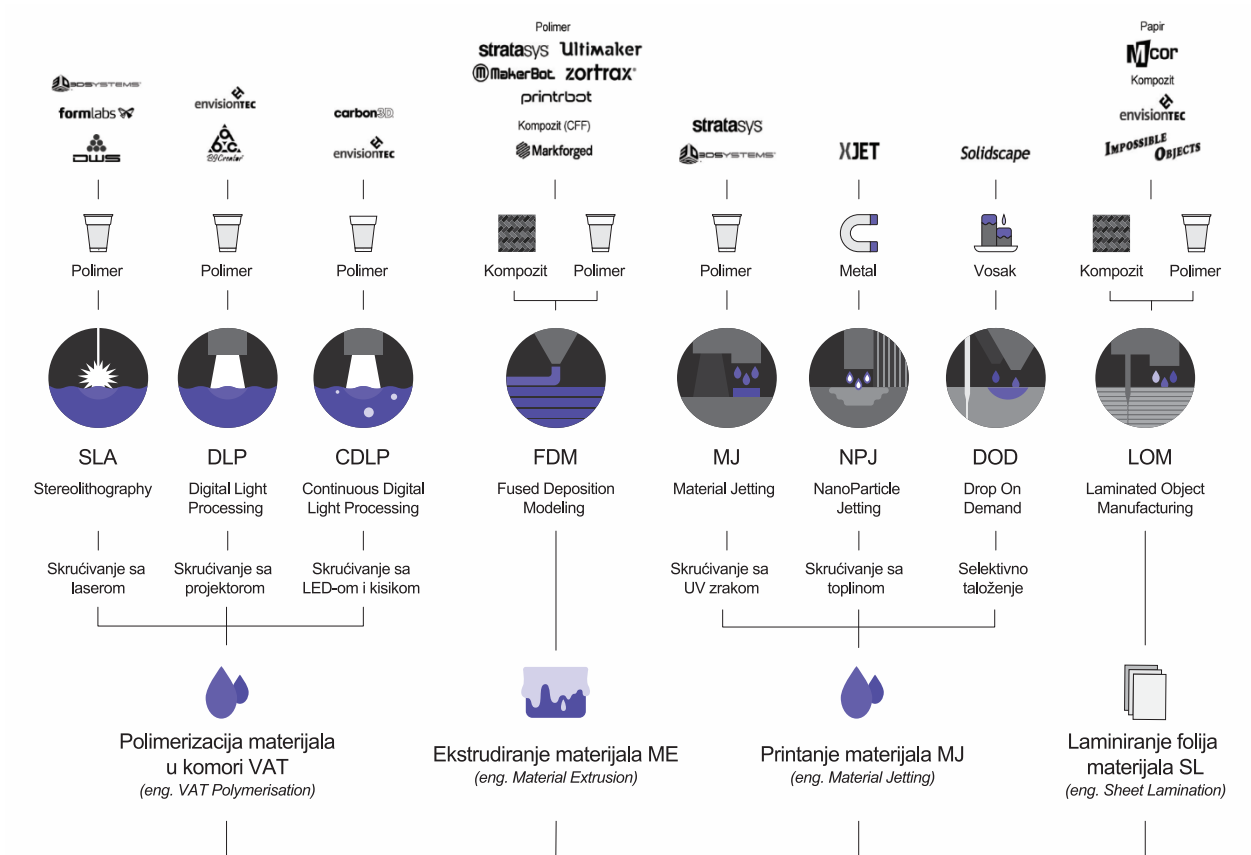 Polimer
stratasys Ultimaker
MakerBot zortrax
printrbot
Kompozit (CFF)
Markforged
Papir
Mcor
Kompozit
envisionTEC
IMPOSSIBLE OBJECTS
3DSYSTEMS
formlabs
DWS
envisionTEC
B9Creator
carbon3D
envisionTEC
stratasys
3DSYSTEMS
XJET
Solidscape
Polimer
Polimer
Polimer
Kompozit Polimer
Polimer
Metal
Vosak
Kompozit Polimer
SLA
Stereolithography
DLP
Digital Light
Processing
CDLP
Continuous Digital
Light Processing
FDM
Fused Deposition
Modeling
MJ
Material Jetting
NPJ
NanoParticle
Jetting
DOD
Drop On
Demand
LOM
Laminated Object
Manufacturing
Skrućivanje sa
laserom
Skrućivanje sa
projektorom
Skrućivanje sa
LED-om i kisikom
Skrućivanje sa
UV zrakom
Skrućivanje sa
toplinom
Selektivno
taloženje
Polimerizacija materijala
u komori VAT
(eng. VAT Polymerisation)
Ekstrudiranje materijala ME
(eng. Material Extrusion)
Printanje materijala MJ
(eng. Material Jetting)
Laminiranje folija
materijala SL
(eng. Sheet Lamination)